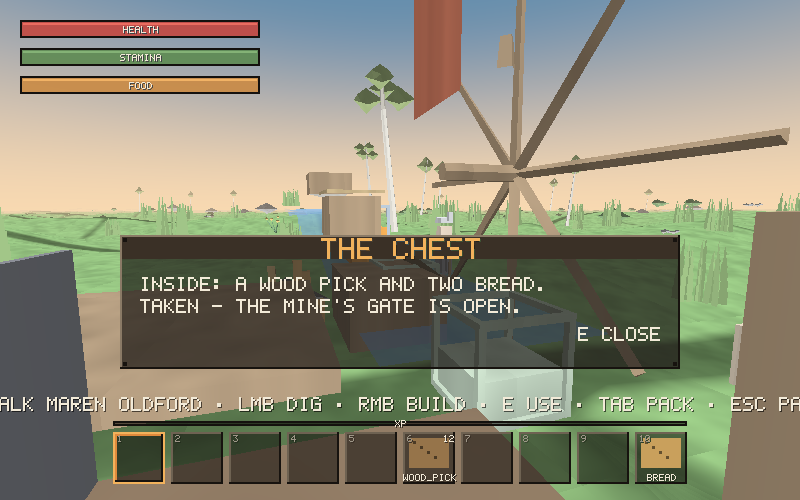 HEALTH
STAMINA
FOOD
THE CHEST
INSIDE: A WOOD PICK AND TWO BREAD.
TAKEN – THE MINE'S GATE IS OPEN.
E CLOSE
ALK MAREN OLDFORD · LMB DIG · RMB BUILD · E USE · TAB PACK · ESC PA
XP
1 2 3 4 5 6 12 7 8 9 10
WOOD_PICK BREAD